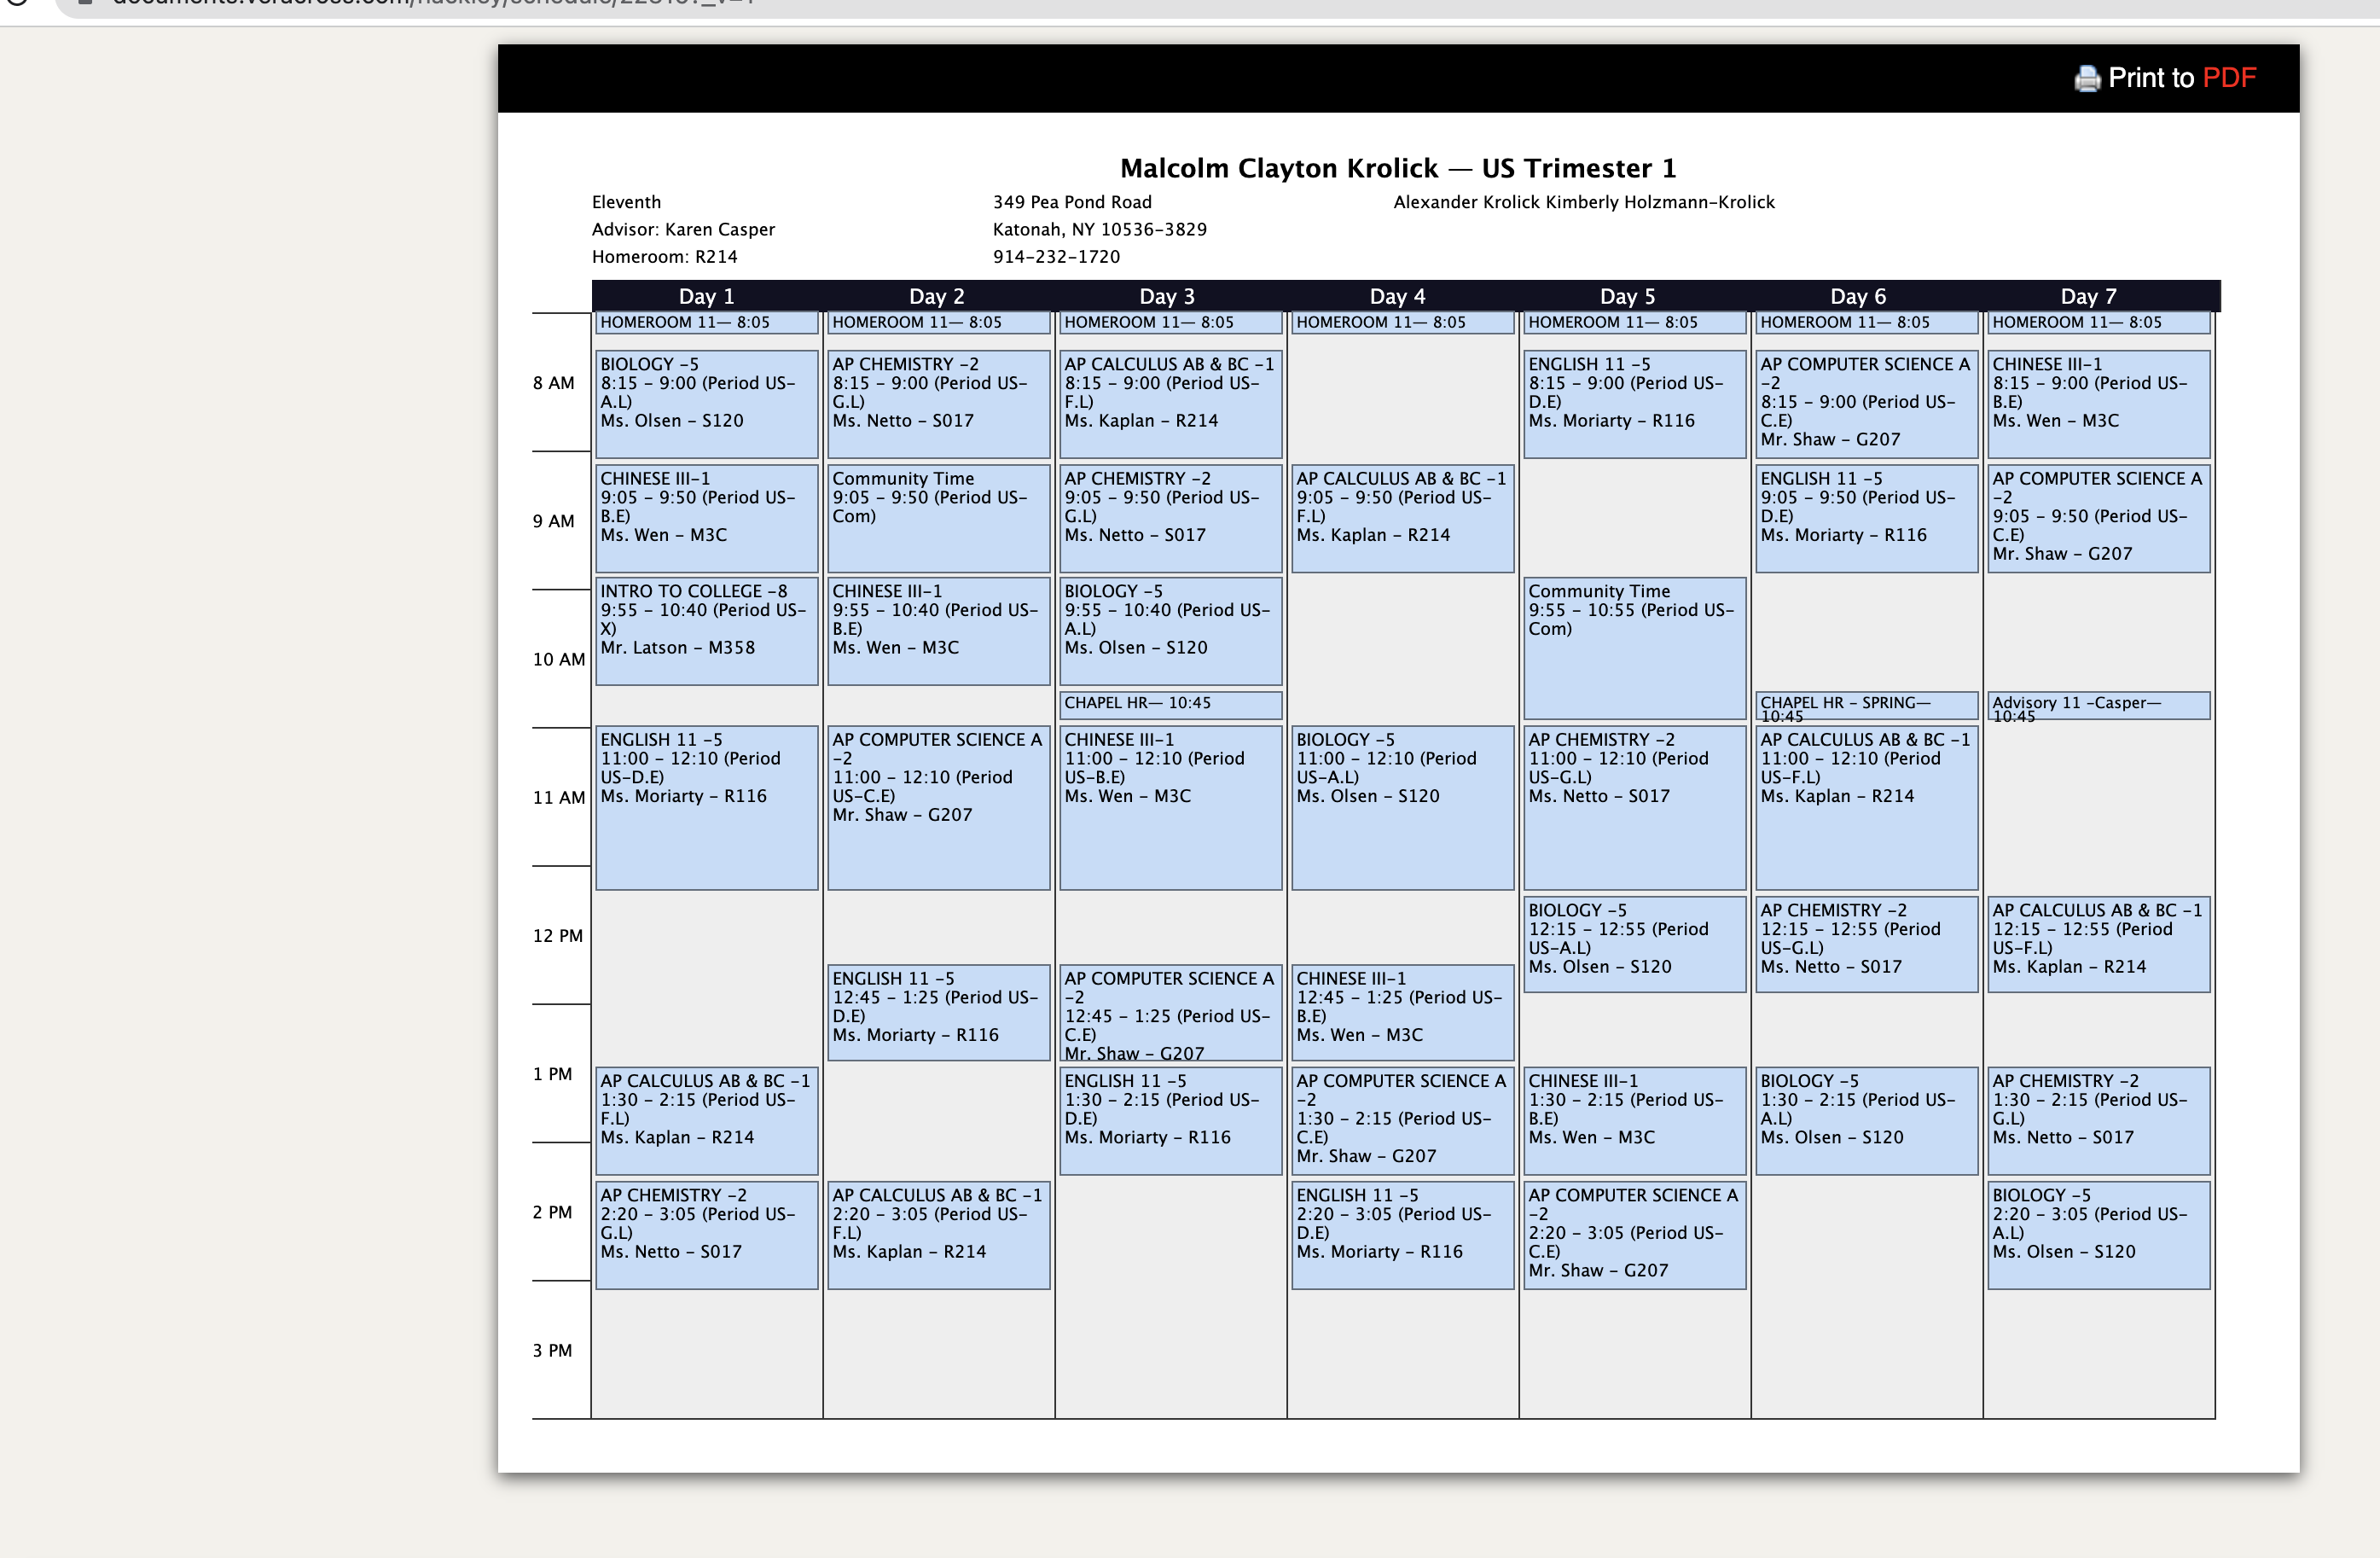 Print to PDF
Malcolm Clayton Krolick — US Trimester 1
Eleventh
349 Pea Pond Road
Alexander Krolick Kimberly Holzmann-Krolick
Advisor: Karen Casper
Katonah, NY 10536-3829
Homeroom: R214
914-232-1720
Day 1
Day 2
Day 3
Day 4
Day 5
Day 6
Day 7
8 AM
9 AM
10 AM
11 AM
12 PM
1 PM
2 PM
3 PM
HOMEROOM 11— 8:05
BIOLOGY -5
8:15 - 9:00 (Period US-
A.L)
Ms. Olsen - S120
CHINESE III-1
9:05 - 9:50 (Period US-
B.E)
Ms. Wen - M3C
INTRO TO COLLEGE -8
9:55 - 10:40 (Period US-
X)
Mr. Latson - M358
ENGLISH 11 -5
11:00 - 12:10 (Period
US-D.E)
Ms. Moriarty - R116
AP CALCULUS AB & BC -1
1:30 - 2:15 (Period US-
F.L)
Ms. Kaplan - R214
AP CHEMISTRY -2
2:20 - 3:05 (Period US-
G.L)
Ms. Netto - S017
HOMEROOM 11— 8:05
AP CHEMISTRY -2
8:15 - 9:00 (Period US-
G.L)
Ms. Netto - S017
Community Time
9:05 - 9:50 (Period US-
Com)
CHINESE III-1
9:55 - 10:40 (Period US-
B.E)
Ms. Wen - M3C
AP COMPUTER SCIENCE A
-2
11:00 - 12:10 (Period
US-C.E)
Mr. Shaw - G207
ENGLISH 11 -5
12:45 - 1:25 (Period US-
D.E)
Ms. Moriarty - R116
AP CALCULUS AB & BC -1
2:20 - 3:05 (Period US-
F.L)
Ms. Kaplan - R214
HOMEROOM 11— 8:05
AP CALCULUS AB & BC -1
8:15 - 9:00 (Period US-
F.L)
Ms. Kaplan - R214
AP CHEMISTRY -2
9:05 - 9:50 (Period US-
G.L)
Ms. Netto - S017
BIOLOGY -5
9:55 - 10:40 (Period US-
A.L)
Ms. Olsen - S120
CHAPEL HR— 10:45
CHINESE III-1
11:00 - 12:10 (Period
US-B.E)
Ms. Wen - M3C
AP COMPUTER SCIENCE A
-2
12:45 - 1:25 (Period US-
C.E)
Mr. Shaw - G207
ENGLISH 11 -5
1:30 - 2:15 (Period US-
D.E)
Ms. Moriarty - R116
HOMEROOM 11— 8:05
AP CALCULUS AB & BC -1
9:05 - 9:50 (Period US-
F.L)
Ms. Kaplan - R214
BIOLOGY -5
11:00 - 12:10 (Period
US-A.L)
Ms. Olsen - S120
CHINESE III-1
12:45 - 1:25 (Period US-
B.E)
Ms. Wen - M3C
AP COMPUTER SCIENCE A
-2
1:30 - 2:15 (Period US-
C.E)
Mr. Shaw - G207
ENGLISH 11 -5
2:20 - 3:05 (Period US-
D.E)
Ms. Moriarty - R116
HOMEROOM 11— 8:05
ENGLISH 11 -5
8:15 - 9:00 (Period US-
D.E)
Ms. Moriarty - R116
Community Time
9:55 - 10:55 (Period US-
Com)
AP CHEMISTRY -2
11:00 - 12:10 (Period
US-G.L)
Ms. Netto - S017
BIOLOGY -5
12:15 - 12:55 (Period
US-A.L)
Ms. Olsen - S120
CHINESE III-1
1:30 - 2:15 (Period US-
B.E)
Ms. Wen - M3C
AP COMPUTER SCIENCE A
-2
2:20 - 3:05 (Period US-
C.E)
Mr. Shaw - G207
HOMEROOM 11— 8:05
AP COMPUTER SCIENCE A
-2
8:15 - 9:00 (Period US-
C.E)
Mr. Shaw - G207
ENGLISH 11 -5
9:05 - 9:50 (Period US-
D.E)
Ms. Moriarty - R116
CHAPEL HR - SPRING—
10:45
AP CALCULUS AB & BC -1
11:00 - 12:10 (Period
US-F.L)
Ms. Kaplan - R214
AP CHEMISTRY -2
12:15 - 12:55 (Period
US-G.L)
Ms. Netto - S017
BIOLOGY -5
1:30 - 2:15 (Period US-
A.L)
Ms. Olsen - S120
HOMEROOM 11— 8:05
CHINESE III-1
8:15 - 9:00 (Period US-
B.E)
Ms. Wen - M3C
AP COMPUTER SCIENCE A
-2
9:05 - 9:50 (Period US-
C.E)
Mr. Shaw - G207
Advisory 11 -Casper—
10:45
AP CALCULUS AB & BC -1
12:15 - 12:55 (Period
US-F.L)
Ms. Kaplan - R214
AP CHEMISTRY -2
1:30 - 2:15 (Period US-
G.L)
Ms. Netto - S017
BIOLOGY -5
2:20 - 3:05 (Period US-
A.L)
Ms. Olsen - S120